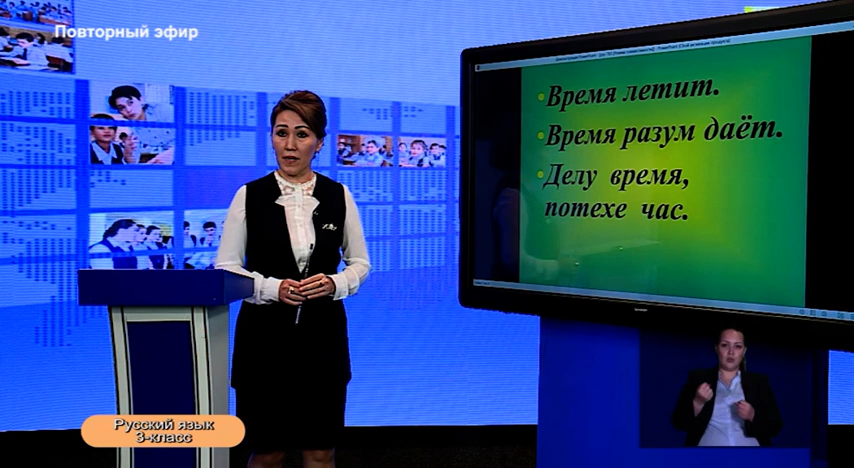 Повторный эфир
Время летит.
Время разум даёт.
Делу время,
потехе час.
Русский язык
3-класс